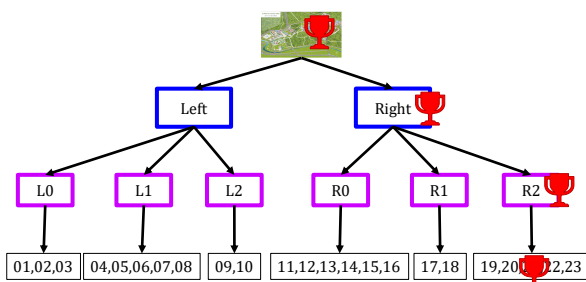 Left
Right
L0
L1
L2
R0
R1
R2
01,02,03
04,05,06,07,08
09,10
11,12,13,14,15,16
17,18
19,20, 22,23